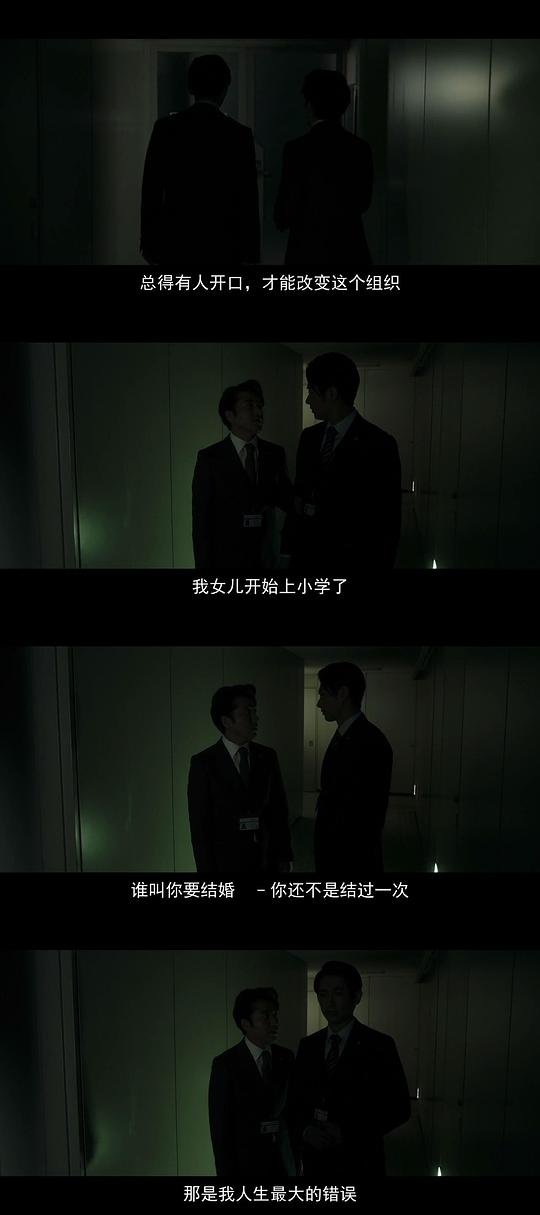 总得有人开口，才能改变这个组织
我女儿开始上小学了
谁叫你要结婚　-你还不是结过一次
那是我人生最大的错误